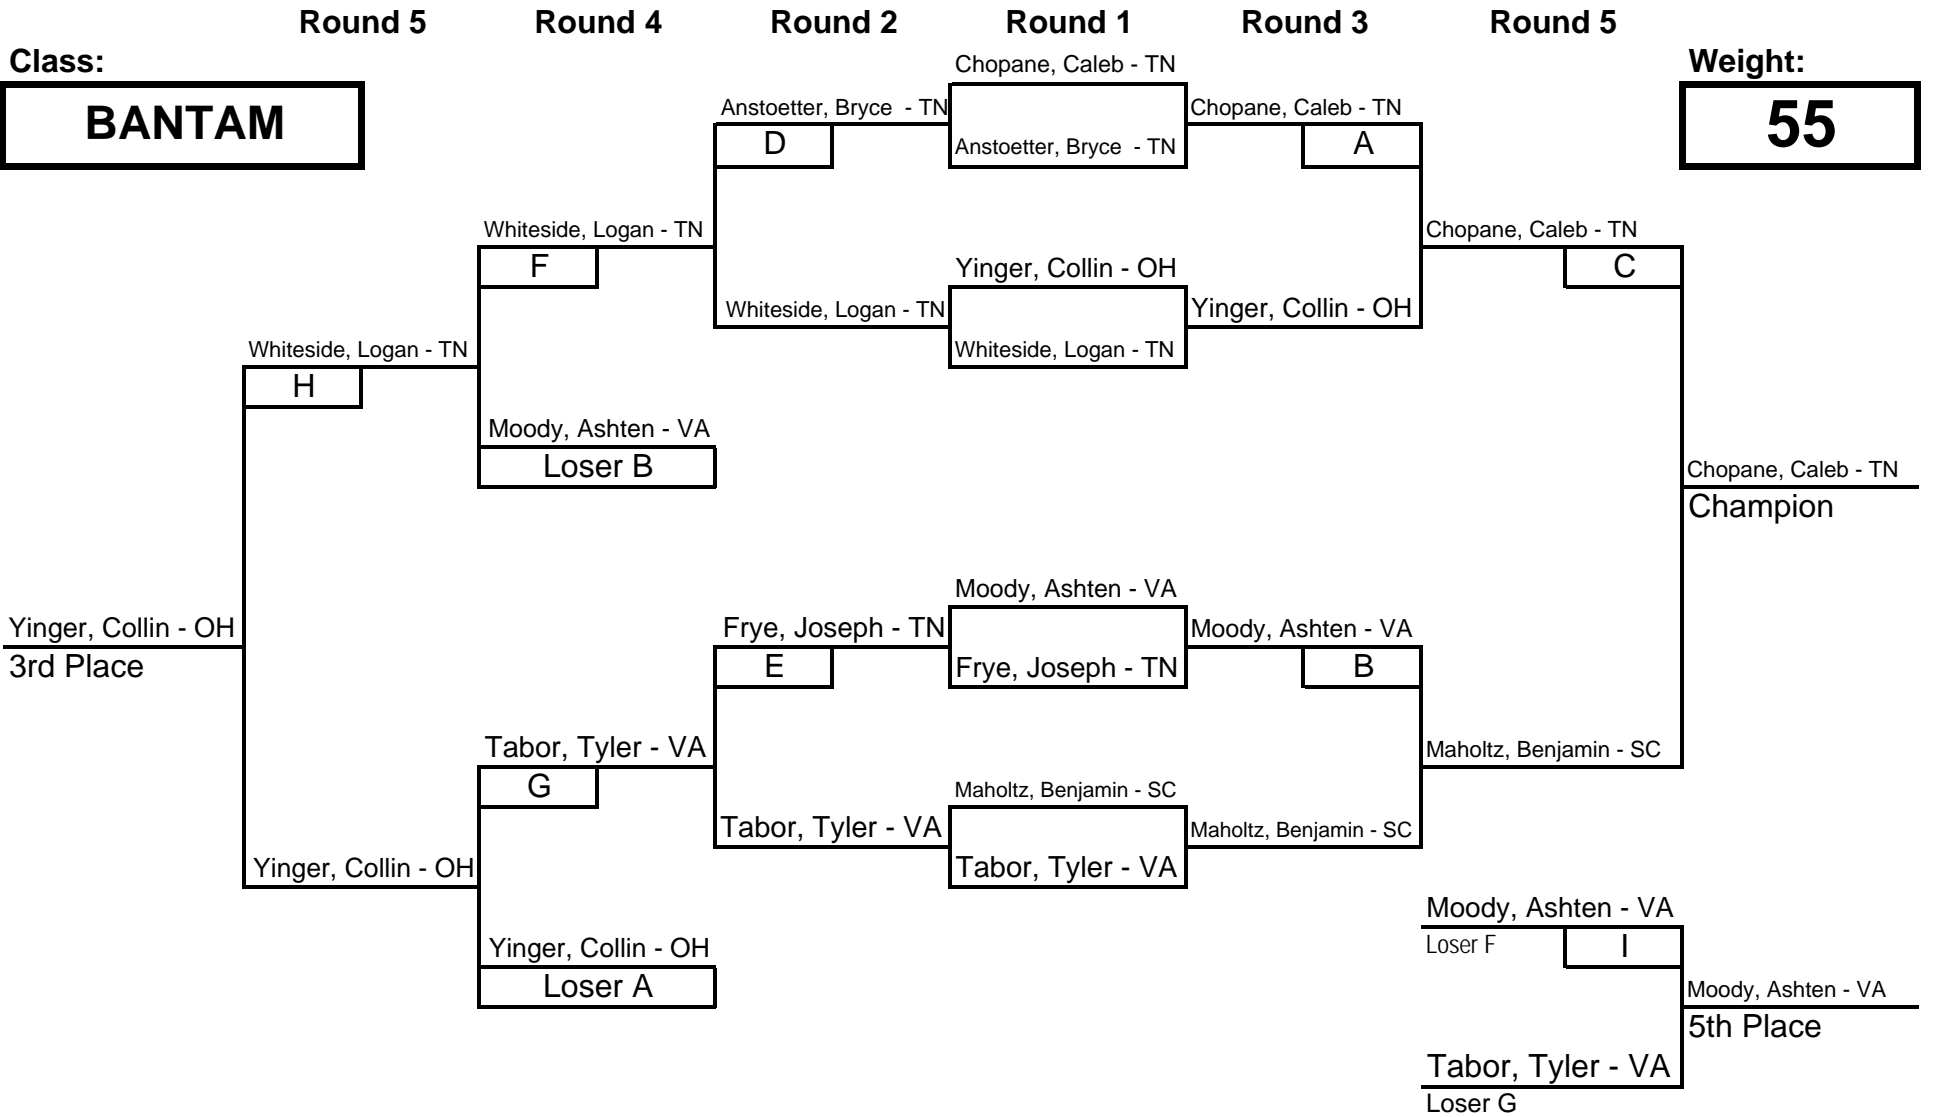 Round 5 Round 4 Round 2 Round 1 Round 3 Round 5
Class: Weight:
BANTAM 55
Chopane, Caleb - TN
Anstoetter, Bryce  - TN Chopane, Caleb - TN
D Anstoetter, Bryce  - TN A
Whiteside, Logan - TN Chopane, Caleb - TN
F Yinger, Collin - OH C
Whiteside, Logan - TN Yinger, Collin - OH
Whiteside, Logan - TN Whiteside, Logan - TN
H
Moody, Ashten - VA
Loser B
Chopane, Caleb - TN
Champion
Moody, Ashten - VA
Yinger, Collin - OH Frye, Joseph - TN Moody, Ashten - VA
3rd Place E Frye, Joseph - TN B
Tabor, Tyler - VA Maholtz, Benjamin - SC
G Maholtz, Benjamin - SC
Tabor, Tyler - VA Maholtz, Benjamin - SC
Yinger, Collin - OH Tabor, Tyler - VA
Moody, Ashten - VA
Yinger, Collin - OH Loser F I
Loser A Moody, Ashten - VA
5th Place
Tabor, Tyler - VA
Loser G